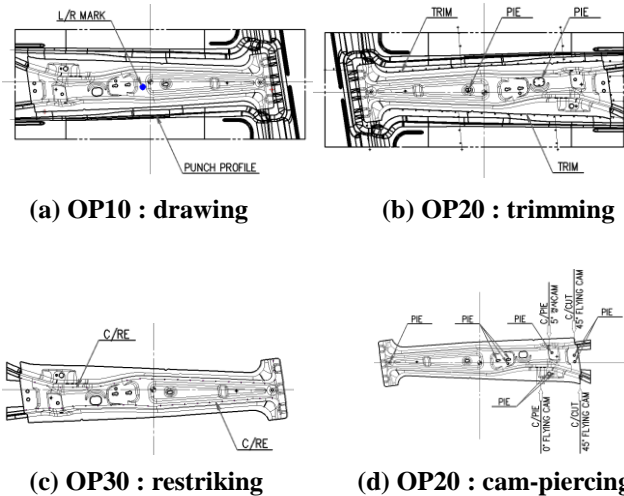 L/R MARK
PUNCH PROFILE
(a) OP10 : drawing
TRIM
PIE
PIE
TRIM
(b) OP20 : trimming
C/RE
C/RE
(c) OP30 : restriking
C/PIE
C/CUT
45° FLYING CAM
PIE
PIE
PIE
PIE
PIE
C/PIE
0° FLYING CAM
C/CUT
45° FLYING CAM
(d) OP20 : cam-piercing